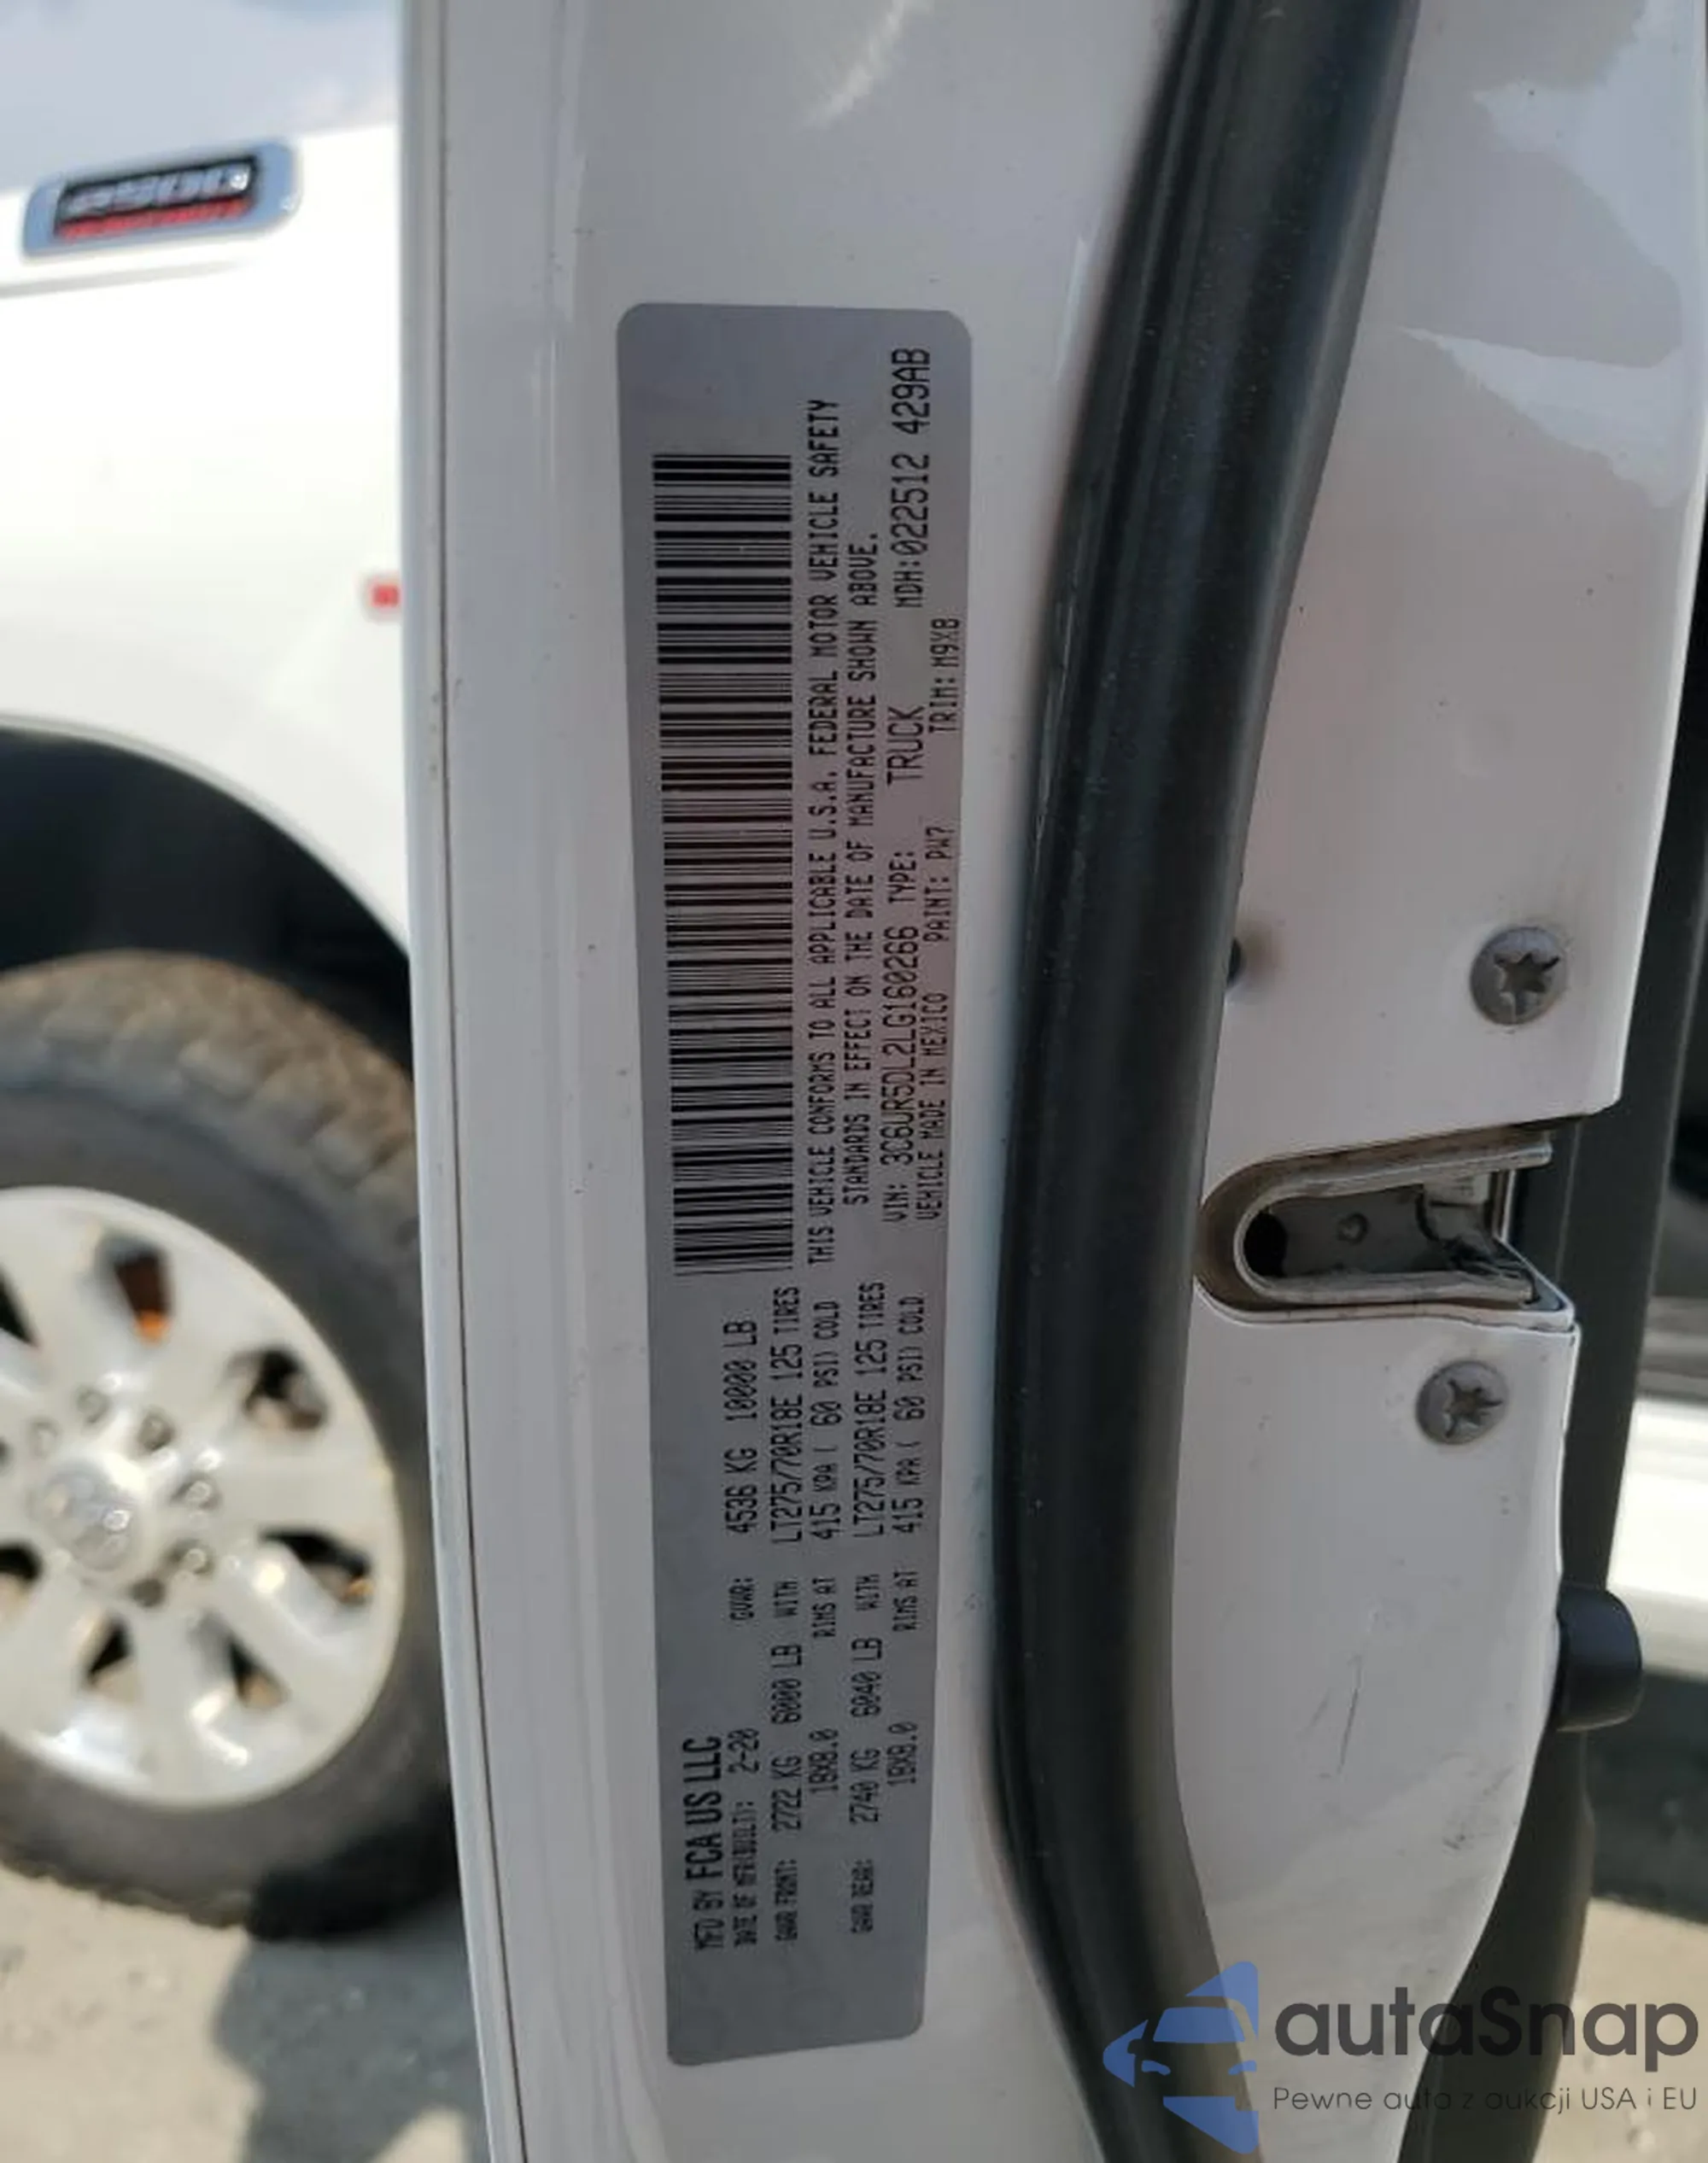 2500
MFD BY FCA US LLC
DATE OF MFR(BUILT): 2-20 GVWR: 4536 KG 10000 LB
GAWR FRONT: 2722 KG 6000 LB WITH LT275/70R18E 125 TIRES
18X8.0 RIMS AT 415 KPA ( 60 PSI) COLD
GAWR REAR: 2740 KG 6040 LB WITH LT275/70R18E 125 TIRES
18X8.0 RIMS AT 415 KPA ( 60 PSI) COLD
THIS VEHICLE CONFORMS TO ALL APPLICABLE U.S.A. FEDERAL MOTOR VEHICLE SAFETY
STANDARDS IN EFFECT ON THE DATE OF MANUFACTURE SHOWN ABOVE.
VIN: 3C6UR5DL2LG160266 TYPE: TRUCK MDH:022512 429AB
VEHICLE MADE IN MEXICO PAINT: PW7 TRIM: M9X8
autaSnap
Pewne auta z aukcji USA i EU